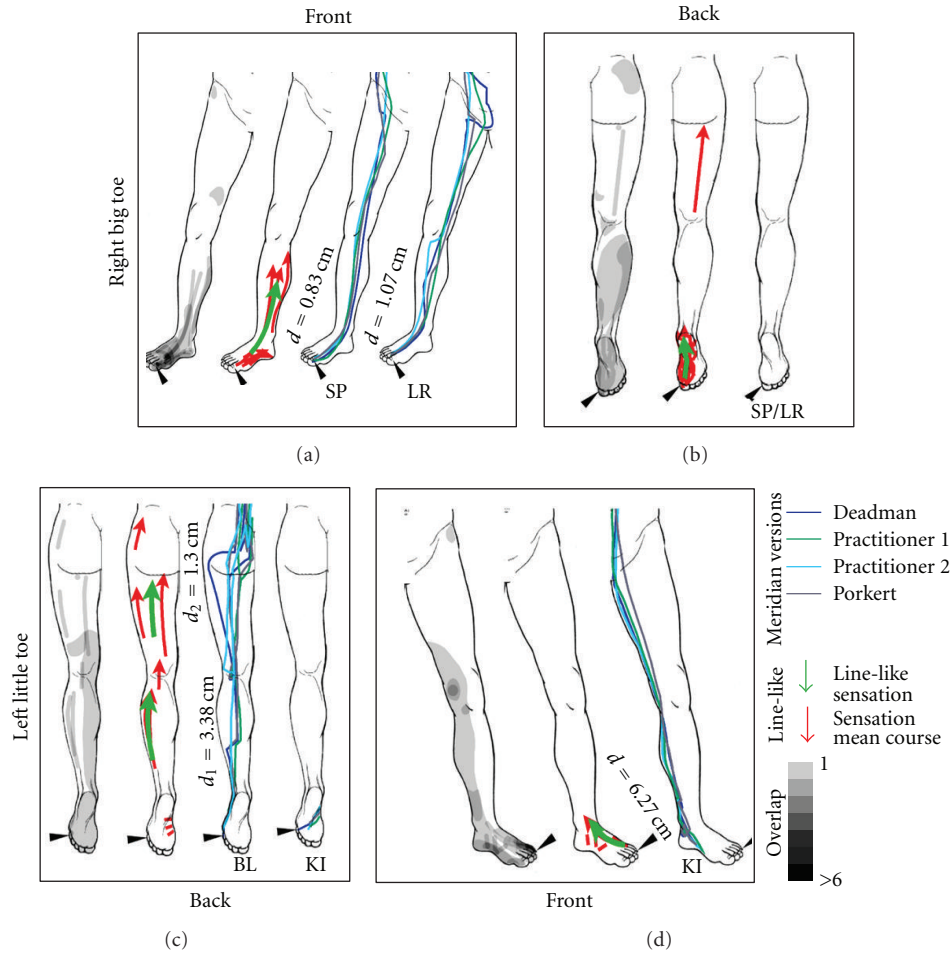 Front
Back
Right big toe
d = 0.83 cm
d = 1.07 cm
SP
LR
SP/LR
(a)
(b)
Left little toe
d₁ = 3.38 cm
d₂ = 1.3 cm
BL
KI
d = 6.27 cm
KI
Back
Front
(c)
(d)
Meridian versions
Deadman
Practitioner 1
Practitioner 2
Porkert
Line-like
Line-like
sensation
Sensation
mean course
Overlap
1
>6